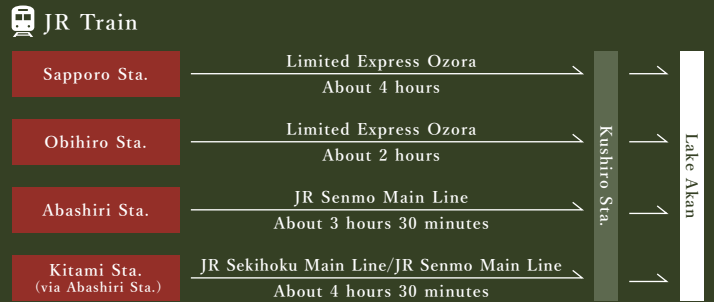 JR Train
Sapporo Sta.
Limited Express Ozora
About 4 hours
Obihiro Sta.
Limited Express Ozora
About 2 hours
Abashiri Sta.
JR Senmo Main Line
About 3 hours 30 minutes
Kitami Sta.
(via Abashiri Sta.)
JR Sekihoku Main Line/JR Senmo Main Line
About 4 hours 30 minutes
Kushiro Sta.
Lake Akan